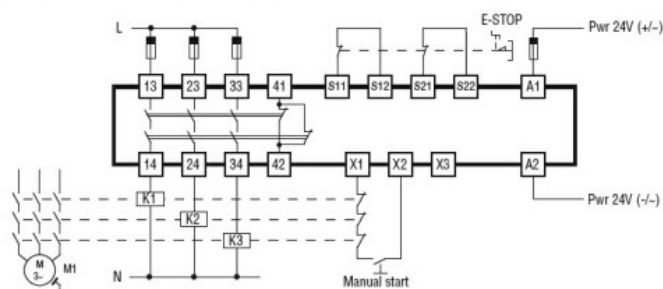 E-STOP
L
Pwr 24V (+/~)
13 23 33 41 S11 S12 S21 S22 A1
14 24 34 42 X1 X2 X3 A2
K1
Pwr 24V (-/~)
K2
K3
M
3~
M1
N
Manual start